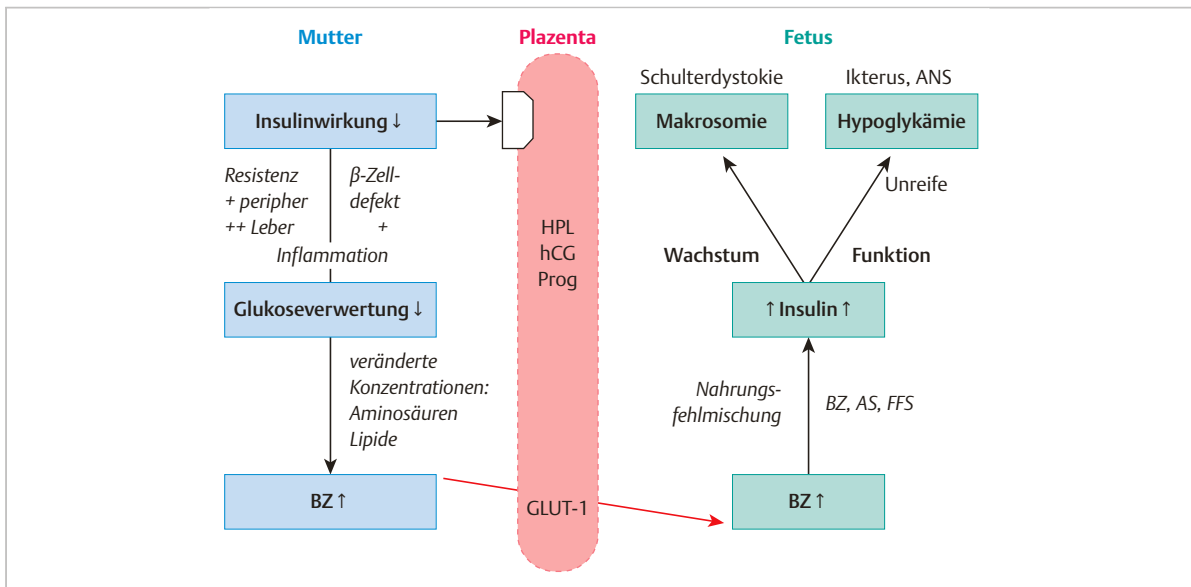 Mutter
Plazenta
Fetus
Insulinwirkung ↓
Resistenz
+ peripher
++ Leber
β-Zell-
defekt
+
Inflammation
Glukoseverwertung ↓
veränderte
Konzentrationen:
Aminosäuren
Lipide
BZ ↑
HPL
hCG
Prog
GLUT-1
Schulterdystokie
Makrosomie
Ikterus, ANS
Hypoglykämie
Unreife
Wachstum
Funktion
↑ Insulin ↑
Nahrungs-
fehlmischung
BZ, AS, FFS
BZ ↑